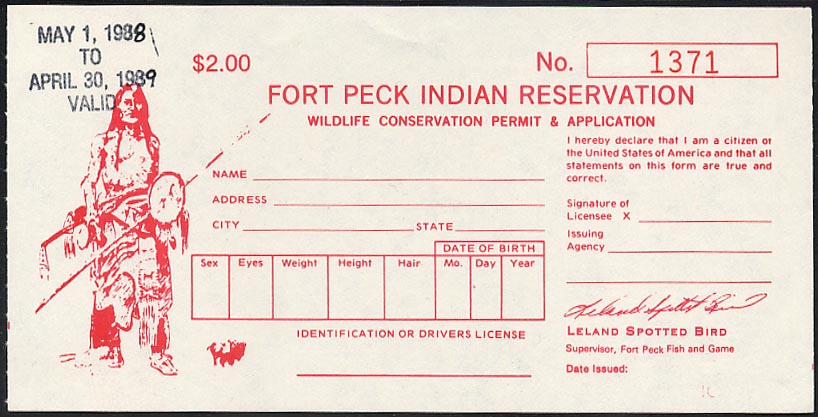 MAY 1, 1988
TO
APRIL 30, 1989
VALID
$2.00
No. 1371
FORT PECK INDIAN RESERVATION
WILDLIFE CONSERVATION PERMIT & APPLICATION
I hereby declare that I am a citizen of
the United States of America and that all
statements on this form are true and
correct.
NAME
ADDRESS
CITY STATE
Signature of
Licensee X
Issuing
Agency
DATE OF BIRTH
Sex Eyes Weight Height Hair Mo. Day Year
IDENTIFICATION OR DRIVERS LICENSE
Leland Spotted Bird
LELAND SPOTTED BIRD
Supervisor, Fort Peck Fish and Game
Date Issued: